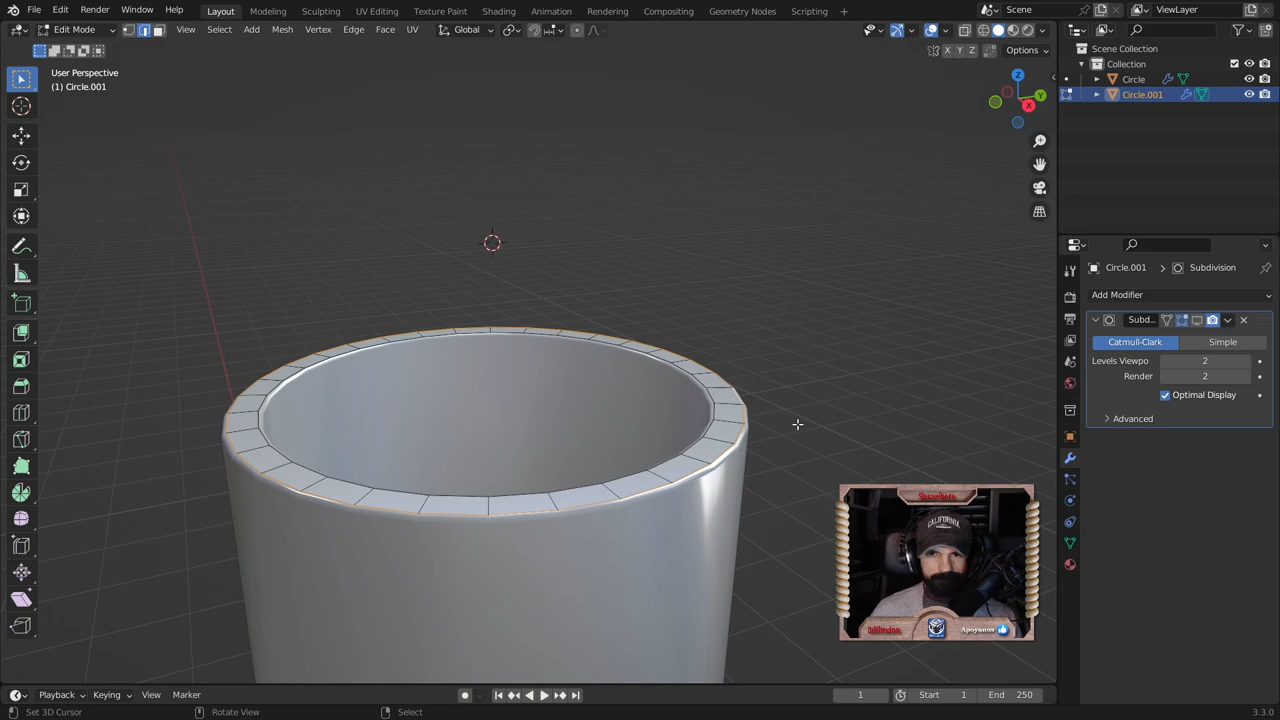 File Edit Render Window Help
Layout Modeling Sculpting UV Editing Texture Paint Shading Animation Rendering Compositing Geometry Nodes Scripting +
Scene
ViewLayer
Edit Mode
View Select Add Mesh Vertex Edge Face UV
Global
X Y Z
Options
User Perspective
(1) Circle.001
Z
Y
X
Scene Collection
Collection
Circle
Circle.001
Circle.001 > Subdivision
Add Modifier
Subd..
Catmull-Clark Simple
Levels Viewpo 2
Render 2
Optimal Display
Advanced
Suscribete
CALIFORNIA
3dillusion
Apoyanos
Playback Keying View Marker
1
Start 1
End 250
Set 3D Cursor
Rotate View
Select
3.3.0